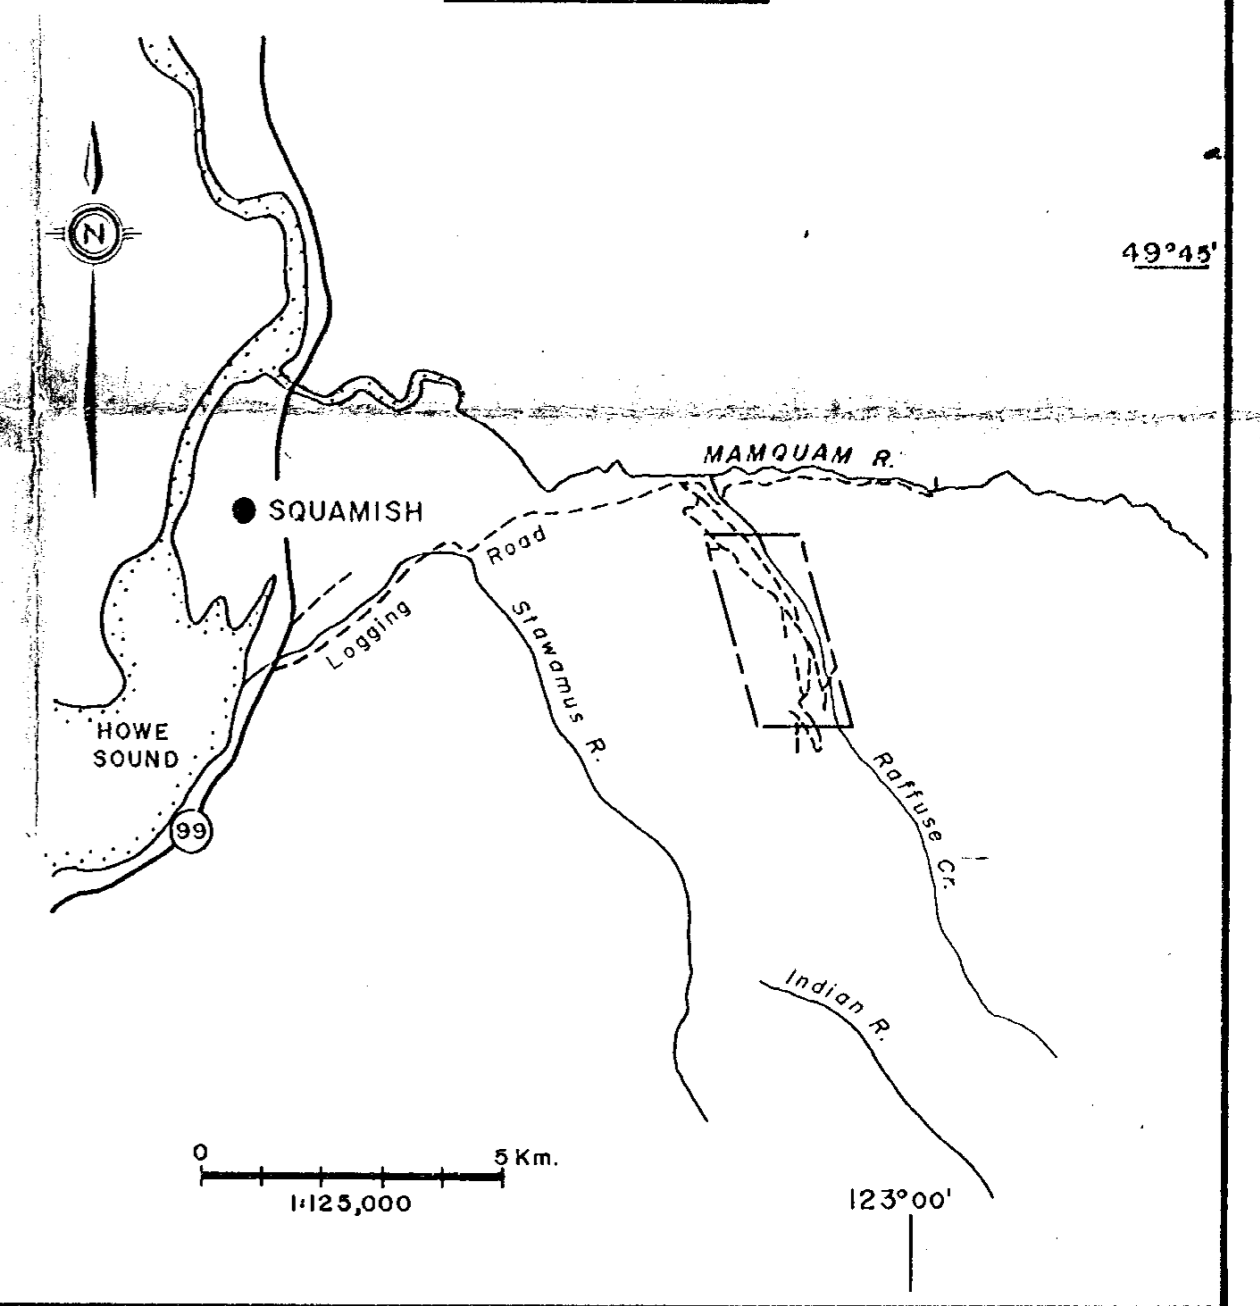 N
49°45'
MAMQUAM R.
SQUAMISH
Road
Logging
Stawamus R.
HOWE
SOUND
99
Raffuse Cr.
Indian R.
0 5 Km.
1:125,000
123°00'